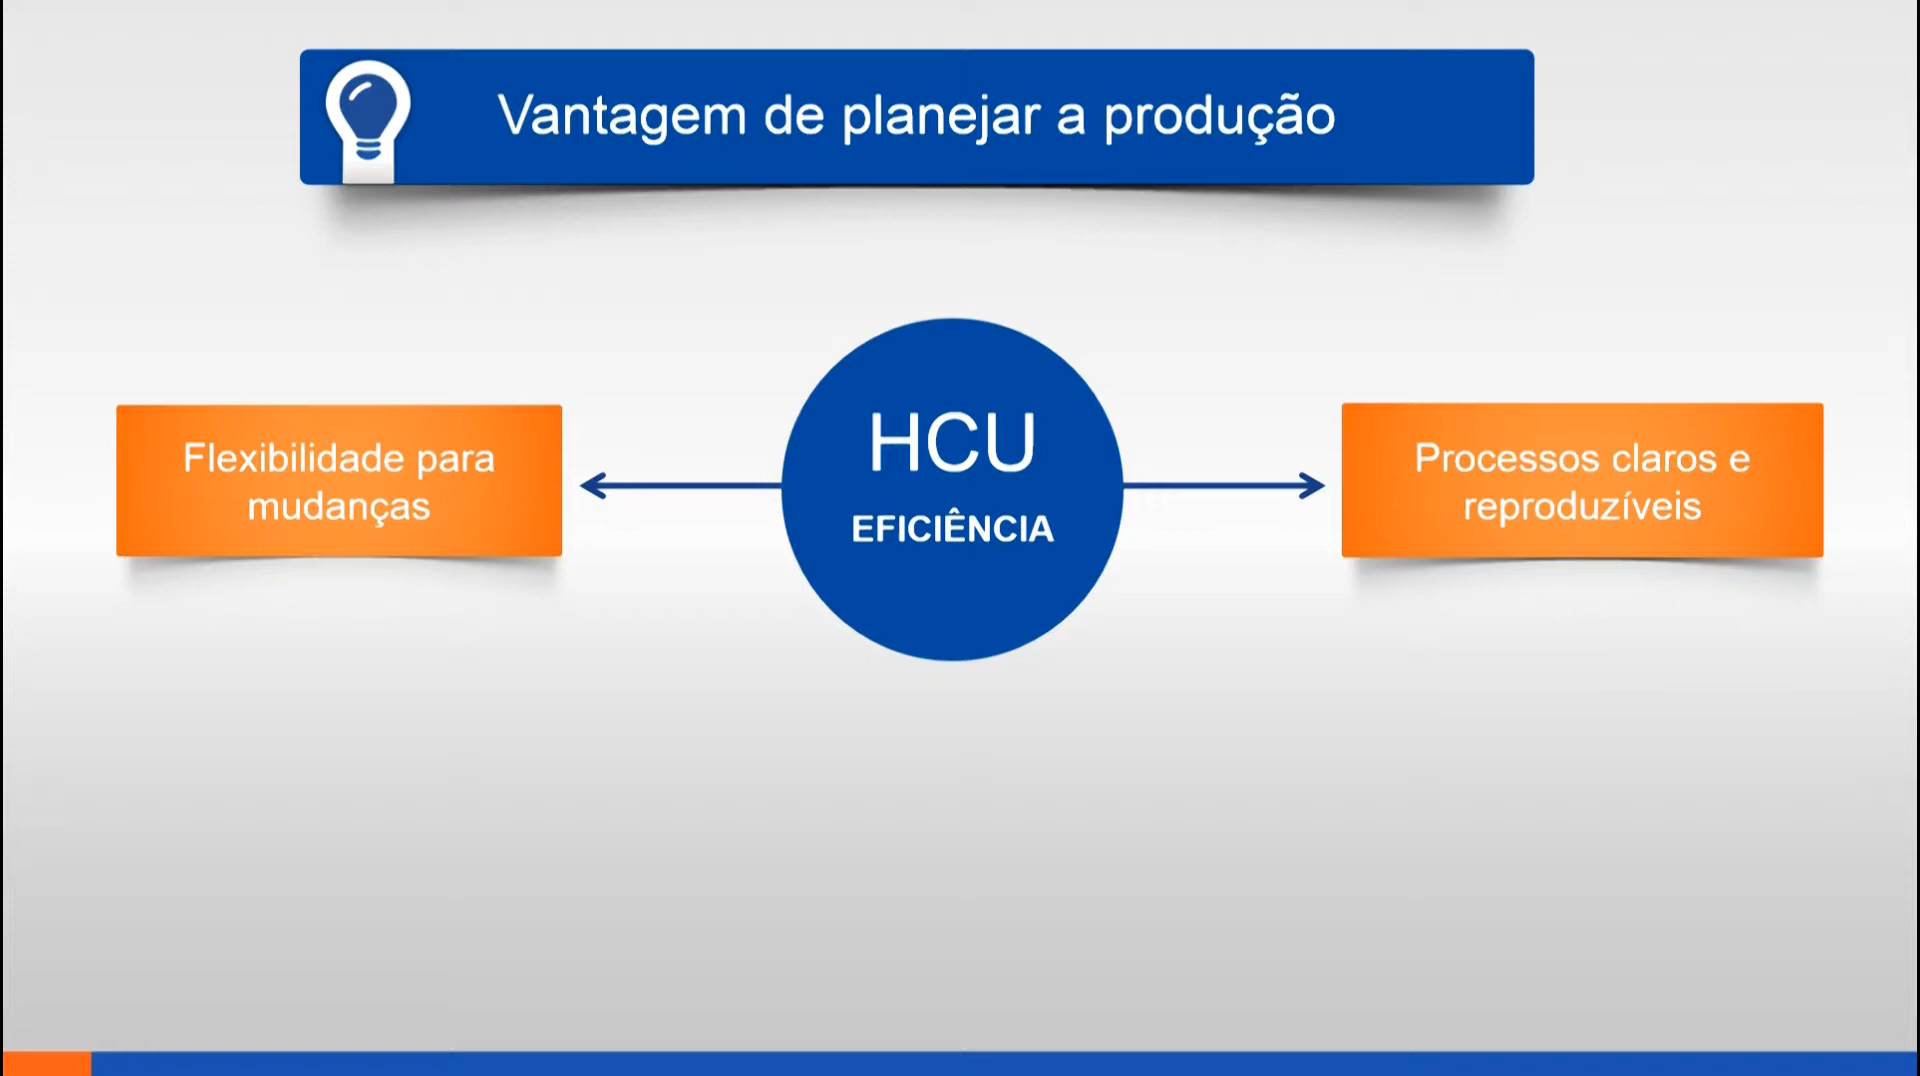 Vantagem de planejar a produção
HCU
EFICIÊNCIA
Flexibilidade para
mudanças
Processos claros e
reproduzíveis